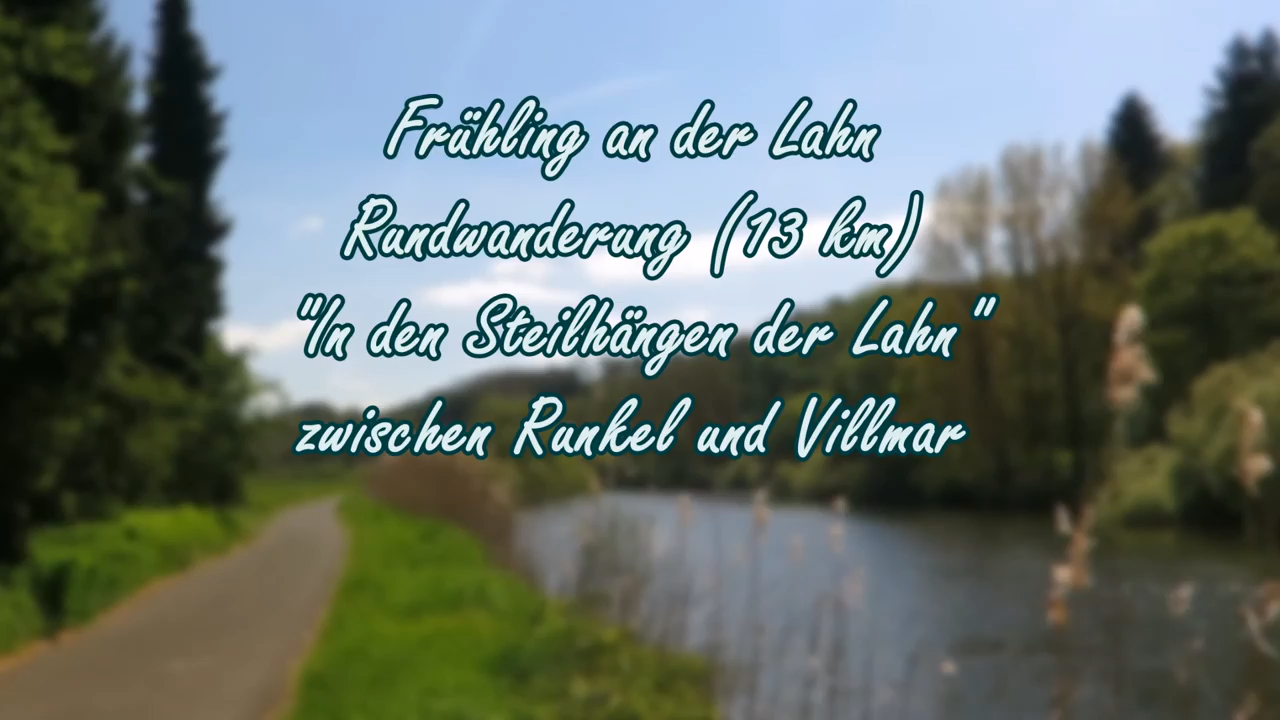 Frühling an der Lahn
Rundwanderung (13 km)
"In den Steilhängen der Lahn"
zwischen Runkel und Villmar